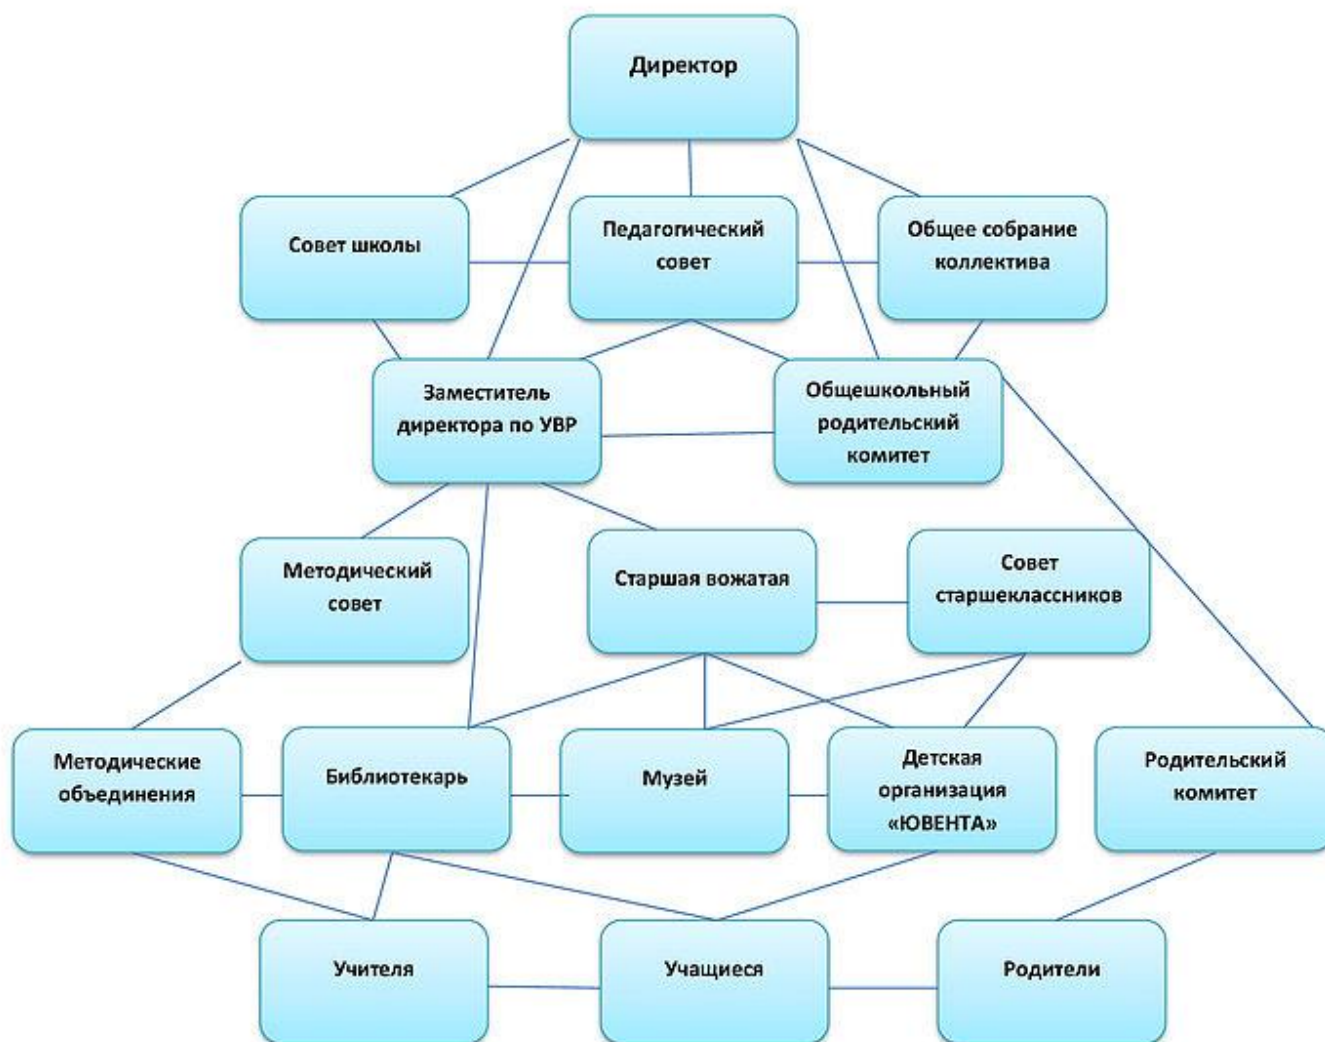 Директор
Совет школы
Педагогический
совет
Общее собрание
коллектива
Заместитель
директора по УВР
Общешкольный
родительский
комитет
Методический
совет
Старшая вожатая
Совет
старшеклассников
Методические
объединения
Библиотекарь
Музей
Детская
организация
«ЮВЕНТА»
Родительский
комитет
Учителя
Учащиеся
Родители